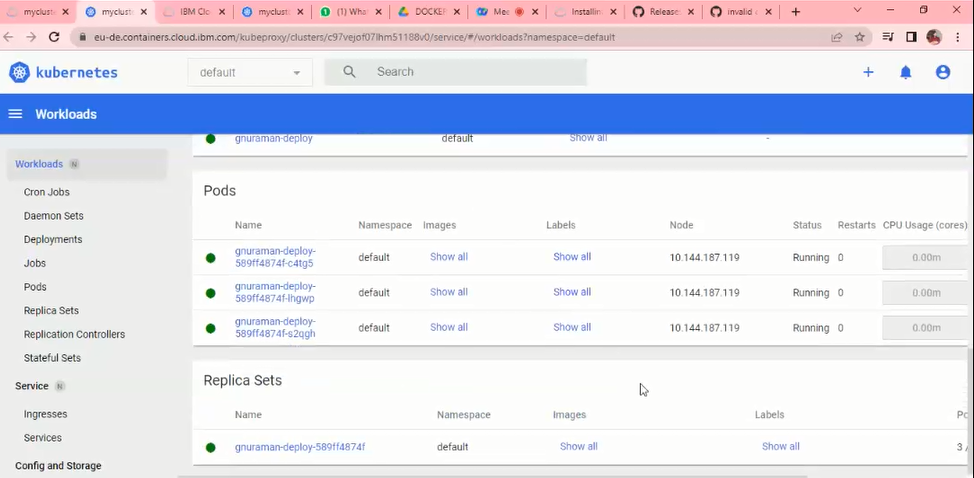 myclust
myclust
IBM Clo
myclust
(1) Wha
DOCKE
Mee
Installin
Release
invalid
eu-de.containers.cloud.ibm.com/kubeproxy/clusters/c97vejof07lhm51188v0/service/#/workloads?namespace=default
kubernetes
default
Search
Workloads
gnuraman-deploy default Show all -
Workloads N
Cron Jobs
Daemon Sets
Deployments
Jobs
Pods
Replica Sets
Replication Controllers
Stateful Sets
Service N
Ingresses
Services
Config and Storage
Pods
Name Namespace Images Labels Node Status Restarts CPU Usage (cores)
gnuraman-deploy-
589ff4874f-c4tg5 default Show all Show all 10.144.187.119 Running 0 0.00m
gnuraman-deploy-
589ff4874f-lhgwp default Show all Show all 10.144.187.119 Running 0 0.00m
gnuraman-deploy-
589ff4874f-s2qgh default Show all Show all 10.144.187.119 Running 0 0.00m
Replica Sets
Name Namespace Images Labels Po
gnuraman-deploy-589ff4874f default Show all Show all 3 /